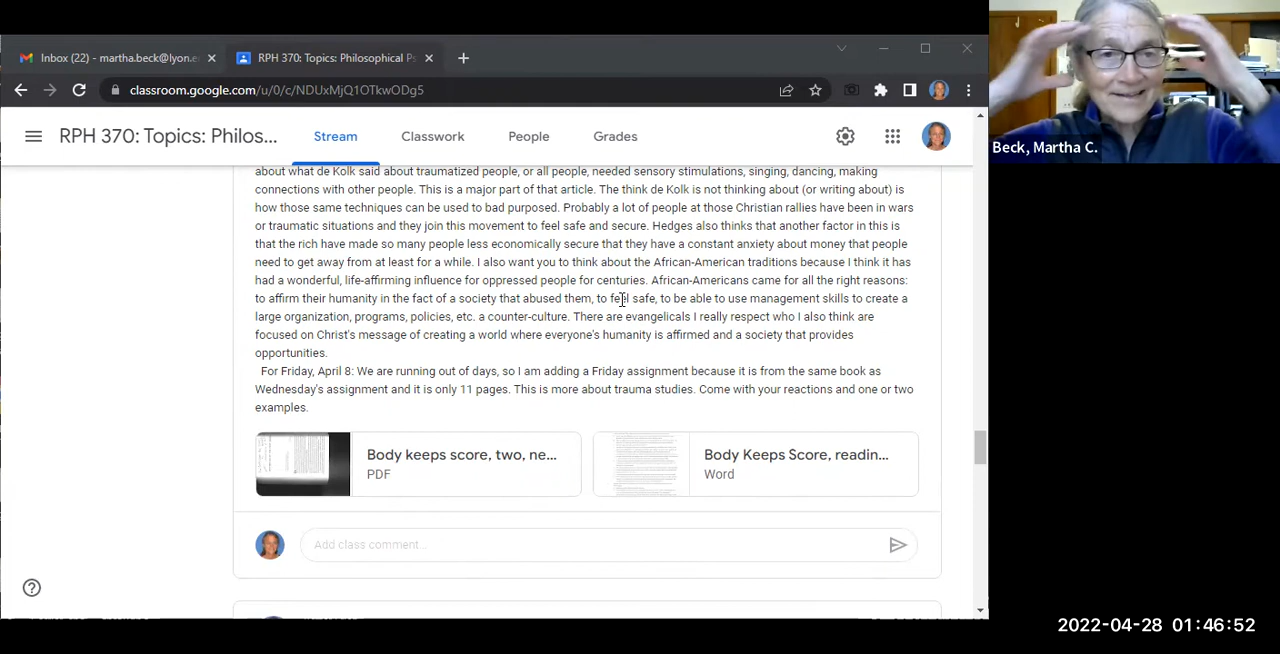 Inbox (22) - martha.beck@lyon.e
RPH 370: Topics: Philosophical Ps
classroom.google.com/u/0/c/NDUxMjQ1OTkwODg5
RPH 370: Topics: Philos...
Stream
Classwork
People
Grades
Beck, Martha C.
about what de Kolk said about traumatized people, or all people, needed sensory stimulations, singing, dancing, making
connections with other people. This is a major part of that article. The think de Kolk is not thinking about (or writing about) is
how those same techniques can be used to bad purposed. Probably a lot of people at those Christian rallies have been in wars
or traumatic situations and they join this movement to feel safe and secure. Hedges also thinks that another factor in this is
that the rich have made so many people less economically secure that they have a constant anxiety about money that people
need to get away from at least for a while. I also want you to think about the African-American traditions because I think it has
had a wonderful, life-affirming influence for oppressed people for centuries. African-Americans came for all the right reasons:
to affirm their humanity in the fact of a society that abused them, to feel safe, to be able to use management skills to create a
large organization, programs, policies, etc. a counter-culture. There are evangelicals I really respect who I also think are
focused on Christ's message of creating a world where everyone's humanity is affirmed and a society that provides
opportunities.
For Friday, April 8: We are running out of days, so I am adding a Friday assignment because it is from the same book as
Wednesday's assignment and it is only 11 pages. This is more about trauma studies. Come with your reactions and one or two
examples.
Body keeps score, two, ne...
PDF
Body Keeps Score, readin...
Word
Add class comment...
2022-04-28 01:46:52